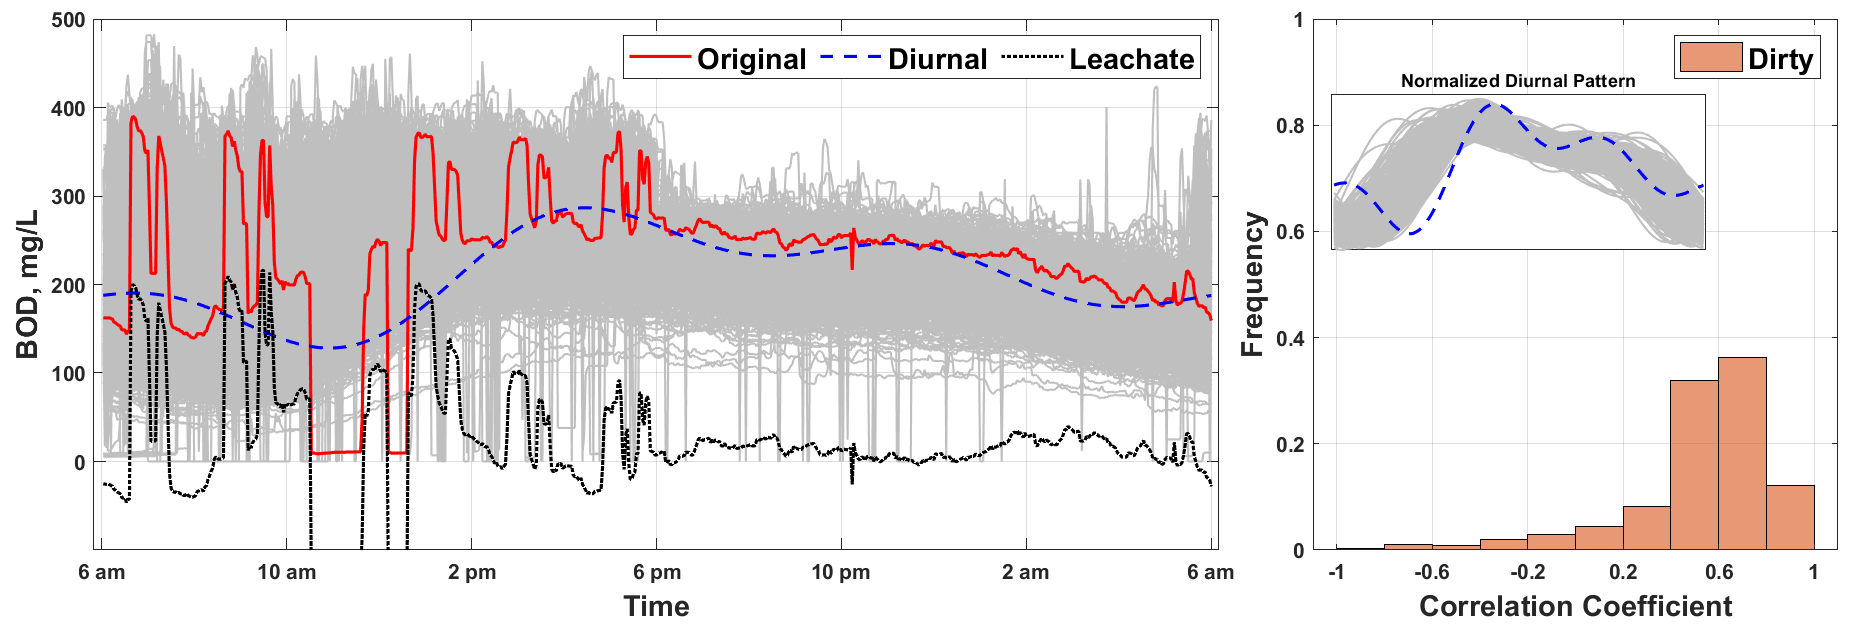 500
400
300
200
100
0
BOD, mg/L
Original Diurnal Leachate
6 am 10 am 2 pm 6 pm 10 pm 2 am 6 am
Time
1
0.8
0.6
0.4
0.2
0
Frequency
Dirty
Normalized Diurnal Pattern
-1 -0.6 -0.2 0.2 0.6 1
Correlation Coefficient